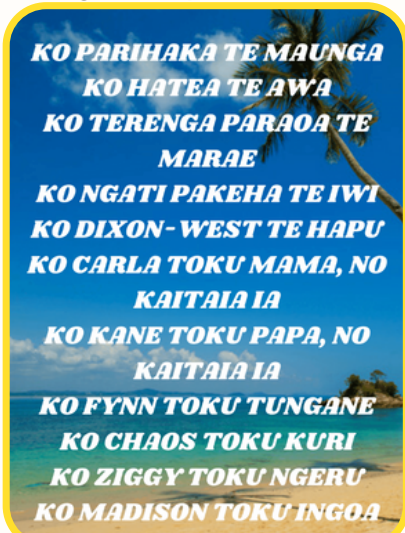 KO PARIHAKA TE MAUNGA
KO HATEA TE AWA
KO TERENGA PARAOA TE
MARAE
KO NGATI PAKEHA TE IWI
KO DIXON-WEST TE HAPU
KO CARLA TOKU MAMA, NO
KAITAIA IA
KO KANE TOKU PAPA, NO
KAITAIA IA
KO FYNN TOKU TUNGANE
KO CHAOS TOKU KURI
KO ZIGGY TOKU NGERU
KO MADISON TOKU INGOA